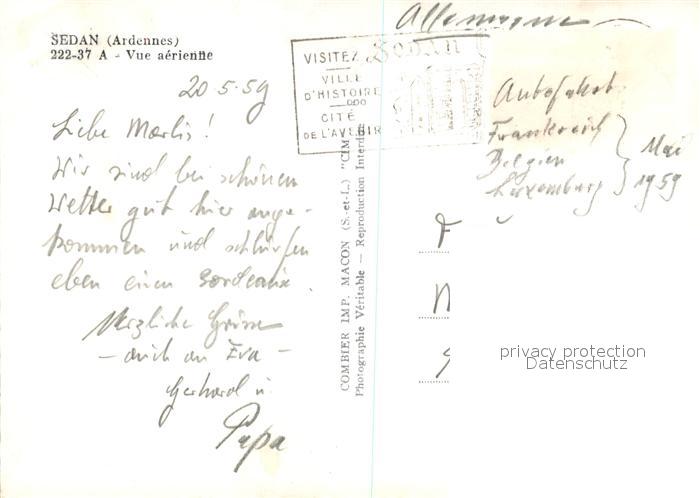 SEDAN (Ardennes)
222-37 A - Vue aérienne
20.5.59
Liebe Marlis!
Wir sind bei schönen
Wetter gut hier ange-
kommen und schlürfen
eben einen Bordeaux.
Herzliche Grüsse
- auch an Eva -
Gerhard u.
Papa
COMBIER IMP. MACON (S.-et-L.) "CIM"
Photographie Véritable — Reproduction Interdite
VISITEZ Sedan
VILLE
D'HISTOIRE
CITÉ
DE L'AVENIR
Allemagne
Autofahrt
Frankreich
Belgien
Luxemburg
Mai
1959
privacy protection
Datenschutz